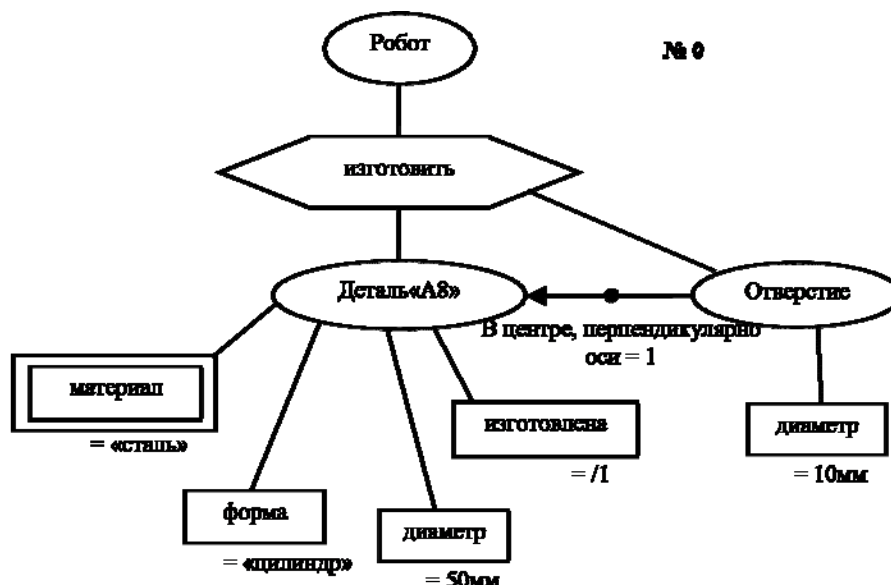 Робот
№ 0
изготовить
Деталь«А8»
Отверстие
В центре, перпендикулярно
оси = 1
материал
= «сталь»
изготовлена
= /1
диаметр
= 10мм
форма
= «цилиндр»
диаметр
= 50мм